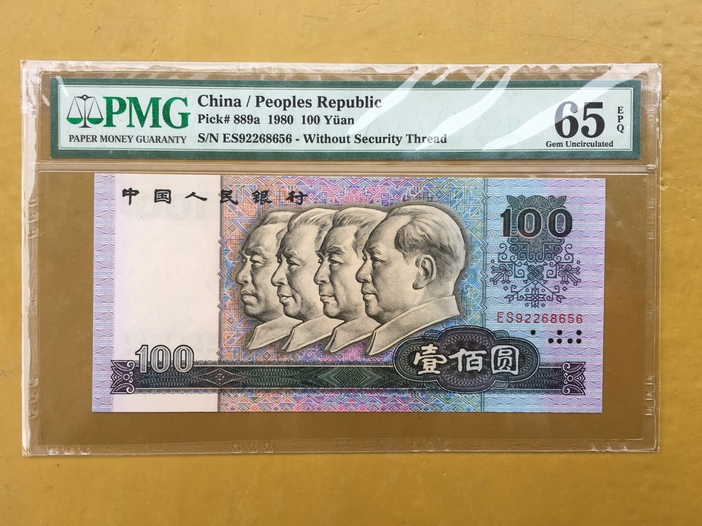 PMG
PAPER MONEY GUARANTY
China / Peoples Republic
Pick# 889a 1980 100 Yüan
S/N ES92268656 - Without Security Thread
65
EPQ
Gem Uncirculated
中国人民银行
100
ES92268656
100
壹佰圆